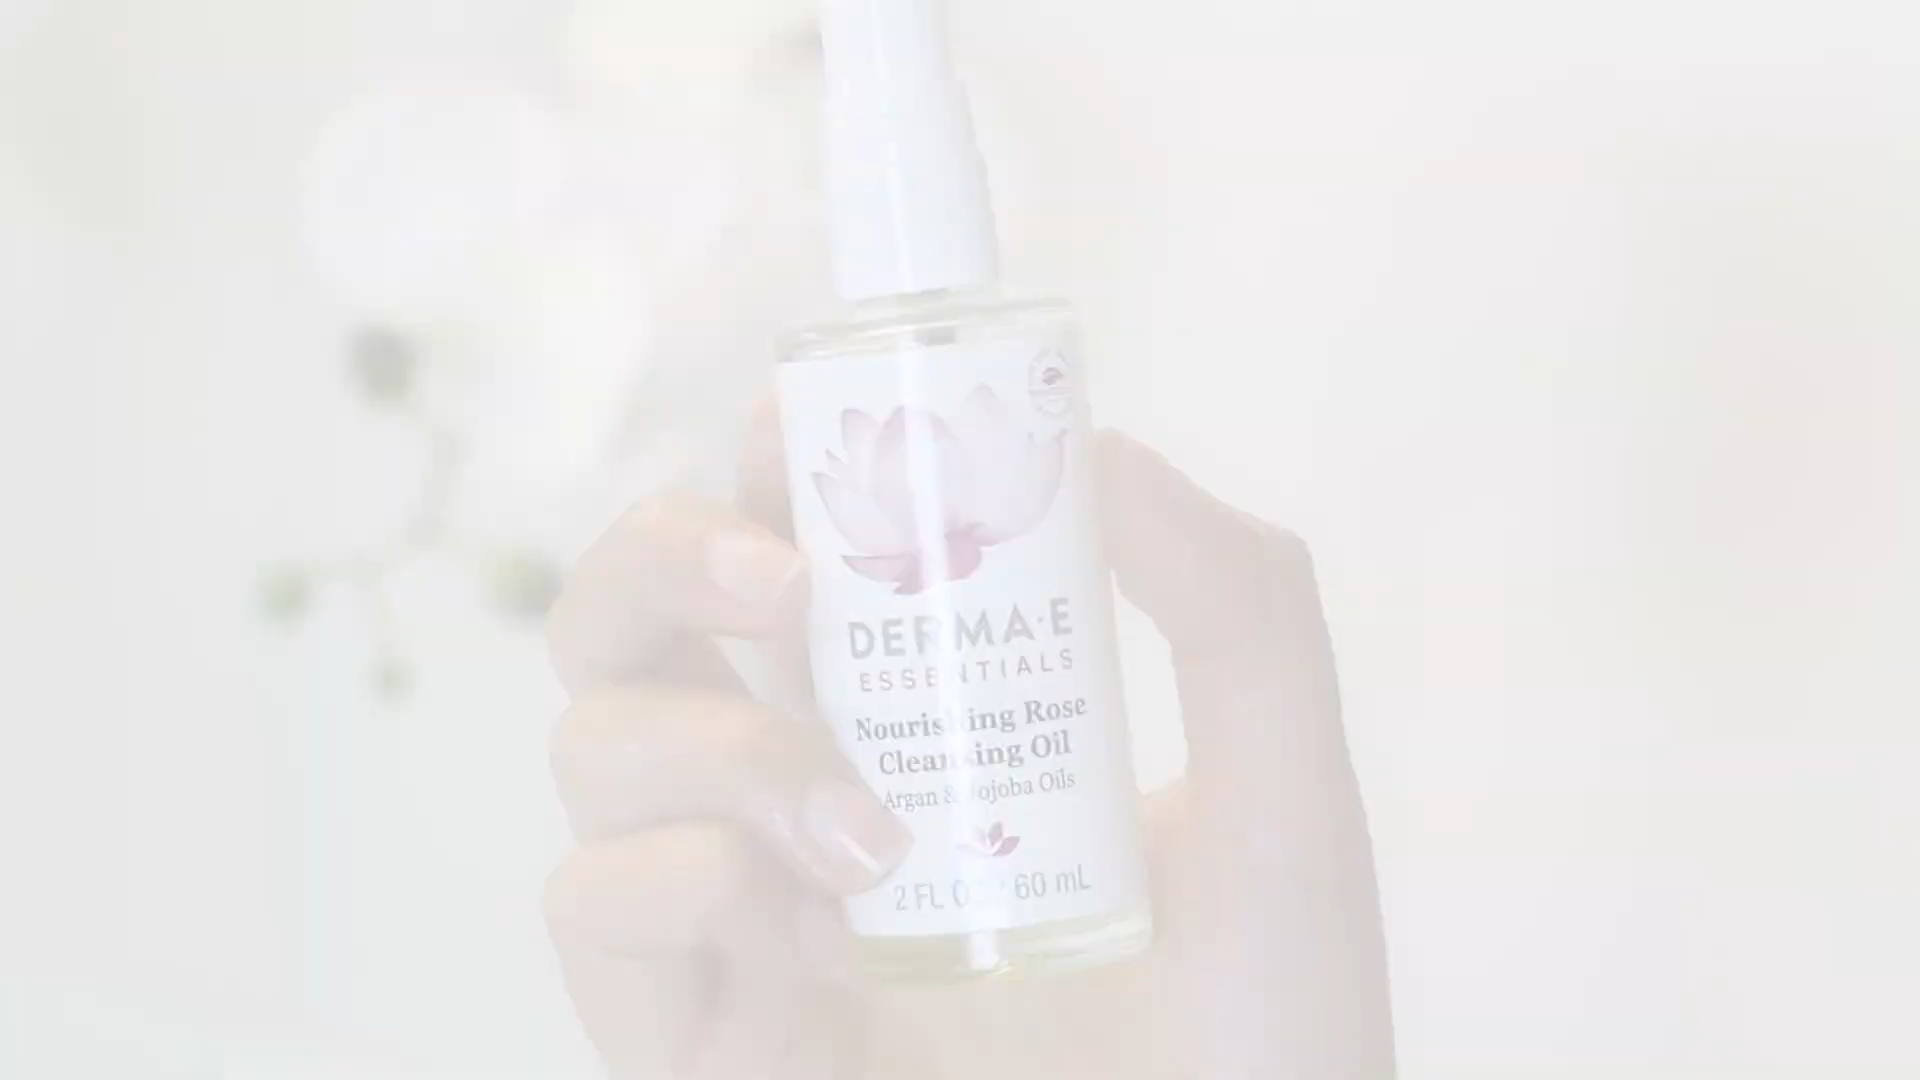 DERMA·E
ESSENTIALS
Nourishing Rose
Cleansing Oil
Argan & Jojoba Oils
2 FL OZ / 60 mL